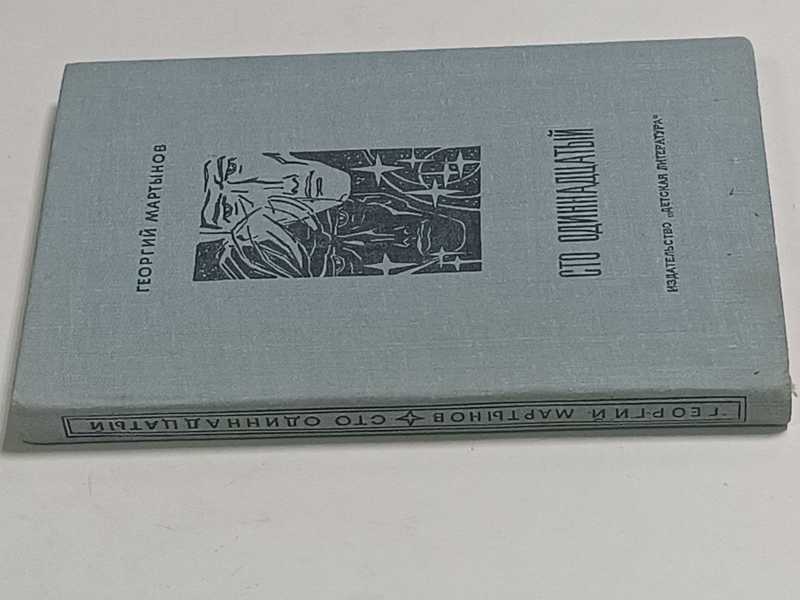 ГЕОРГИЙ МАРТЫНОВ
СТО ОДИННАДЦАТЫЙ
ИЗДАТЕЛЬСТВО „ДЕТСКАЯ ЛИТЕРАТУРА“
ГЕОРГИЙ МАРТЫНОВ СТО ОДИННАДЦАТЫЙ